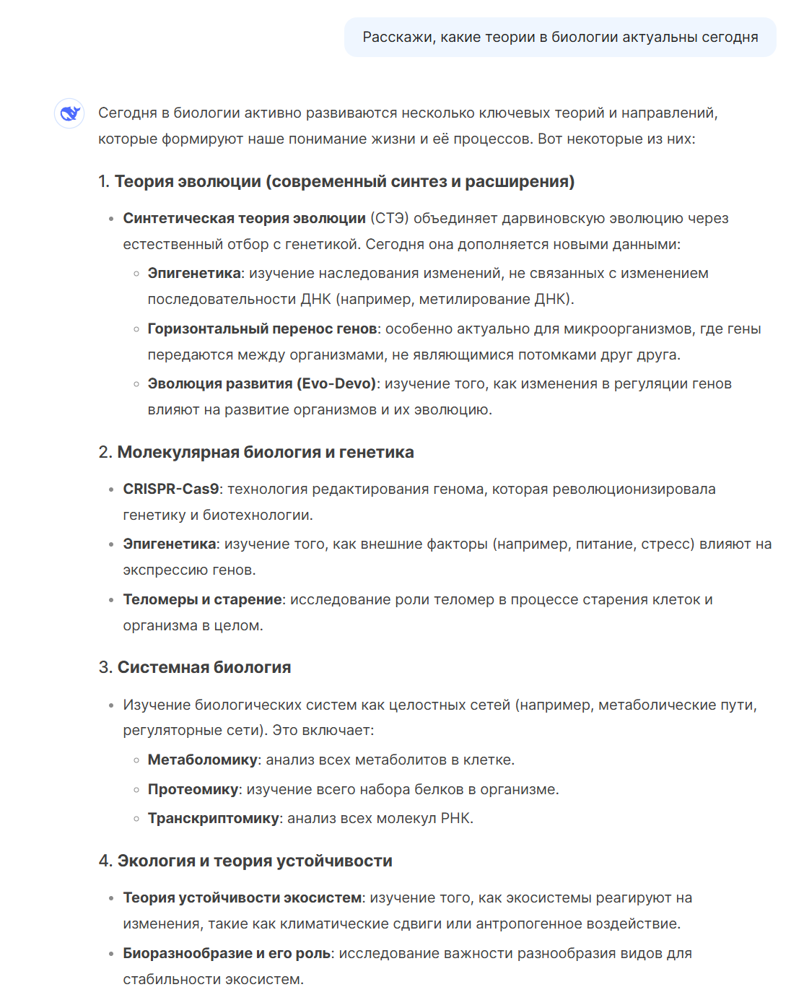 Расскажи, какие теории в биологии актуальны сегодня
Сегодня в биологии активно развиваются несколько ключевых теорий и направлений,
которые формируют наше понимание жизни и её процессов. Вот некоторые из них:
1. Теория эволюции (современный синтез и расширения)
• Синтетическая теория эволюции (СТЭ) объединяет дарвиновскую эволюцию через
естественный отбор с генетикой. Сегодня она дополняется новыми данными:
◦ Эпигенетика: изучение наследования изменений, не связанных с изменением
последовательности ДНК (например, метилирование ДНК).
◦ Горизонтальный перенос генов: особенно актуально для микроорганизмов, где гены
передаются между организмами, не являющимися потомками друг друга.
◦ Эволюция развития (Evo-Devo): изучение того, как изменения в регуляции генов
влияют на развитие организмов и их эволюцию.
2. Молекулярная биология и генетика
• CRISPR-Cas9: технология редактирования генома, которая революционизировала
генетику и биотехнологии.
• Эпигенетика: изучение того, как внешние факторы (например, питание, стресс) влияют на
экспрессию генов.
• Теломеры и старение: исследование роли теломер в процессе старения клеток и
организма в целом.
3. Системная биология
• Изучение биологических систем как целостных сетей (например, метаболические пути,
регуляторные сети). Это включает:
◦ Метаболомику: анализ всех метаболитов в клетке.
◦ Протеомику: изучение всего набора белков в организме.
◦ Транскриптомику: анализ всех молекул РНК.
4. Экология и теория устойчивости
• Теория устойчивости экосистем: изучение того, как экосистемы реагируют на
изменения, такие как климатические сдвиги или антропогенное воздействие.
• Биоразнообразие и его роль: исследование важности разнообразия видов для
стабильности экосистем.